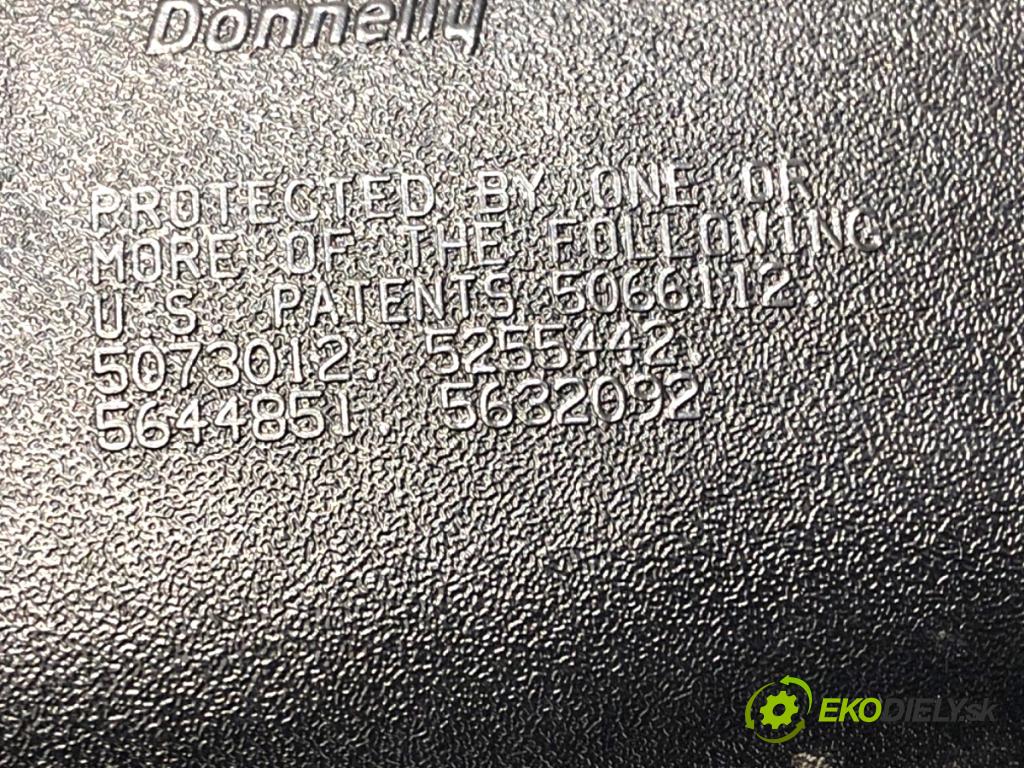 Donnelly
PROTECTED BY ONE OR
MORE OF THE FOLLOWING
U.S. PATENTS 5066112.
5073012. 5255442.
5644851. 5632092
EKODIELY.sk